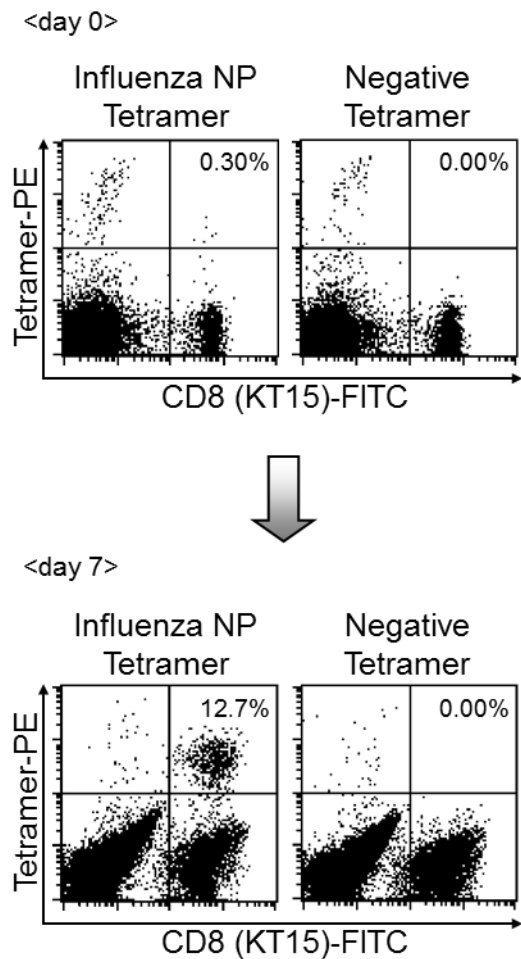 <day 0>
Influenza NP
Tetramer
Negative
Tetramer
0.30%
0.00%
Tetramer-PE
CD8 (KT15)-FITC
<day 7>
Influenza NP
Tetramer
Negative
Tetramer
12.7%
0.00%
Tetramer-PE
CD8 (KT15)-FITC